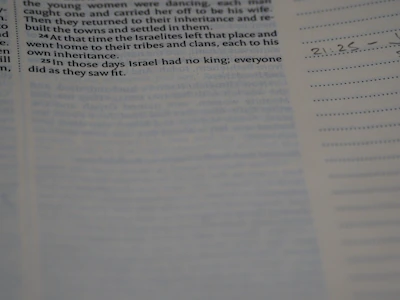 the young women were dancing, each man
caught one and carried her off to be his wife.
Then they returned to their inheritance and re-
built the towns and settled in them.
24 At that time the Israelites left that place and
went home to their tribes and clans, each to his
own inheritance.
25 In those days Israel had no king; everyone
did as they saw fit.
21:25 –